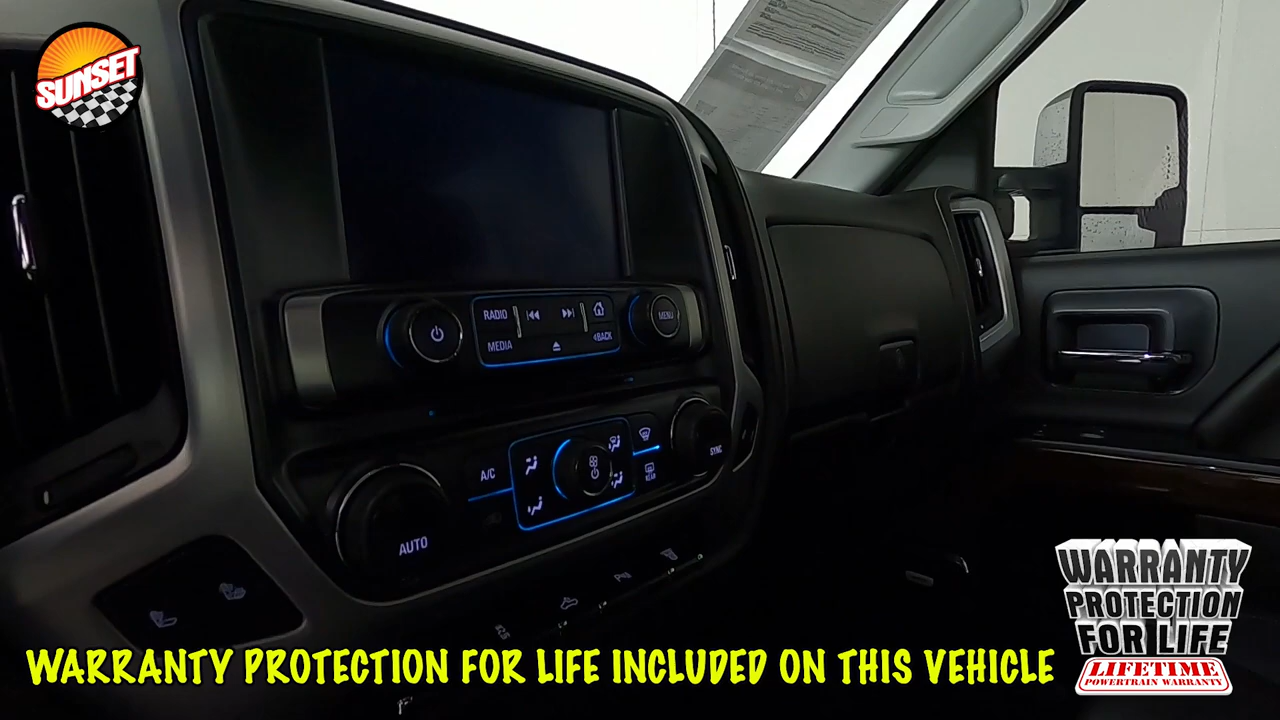 SUNSET
RADIO
MEDIA
BACK
MENU
A/C
REAR
SYNC
AUTO
WARRANTY
PROTECTION
FOR LIFE
LIFETIME
POWERTRAIN WARRANTY
WARRANTY PROTECTION FOR LIFE INCLUDED ON THIS VEHICLE